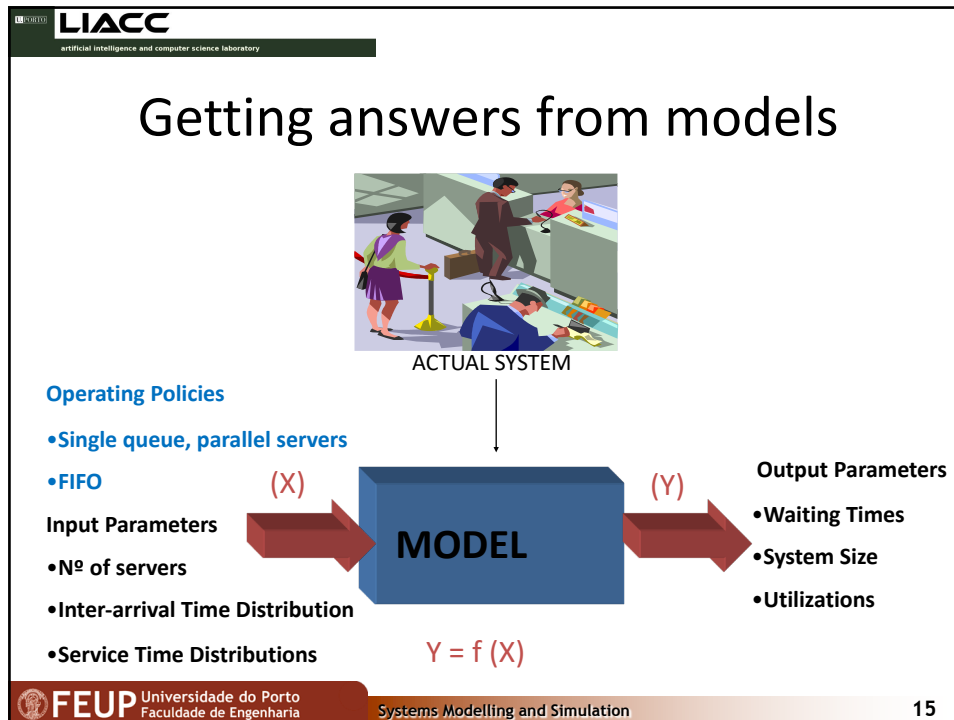 U.PORTO
LIACC
artificial intelligence and computer science laboratory
Getting answers from models
ACTUAL SYSTEM
Operating Policies
•Single queue, parallel servers
•FIFO
(X)
Input Parameters
•Nº of servers
•Inter-arrival Time Distribution
•Service Time Distributions
MODEL
Y = f (X)
(Y)
Output Parameters
•Waiting Times
•System Size
•Utilizations
FEUP Universidade do Porto
Faculdade de Engenharia
Systems Modelling and Simulation
15